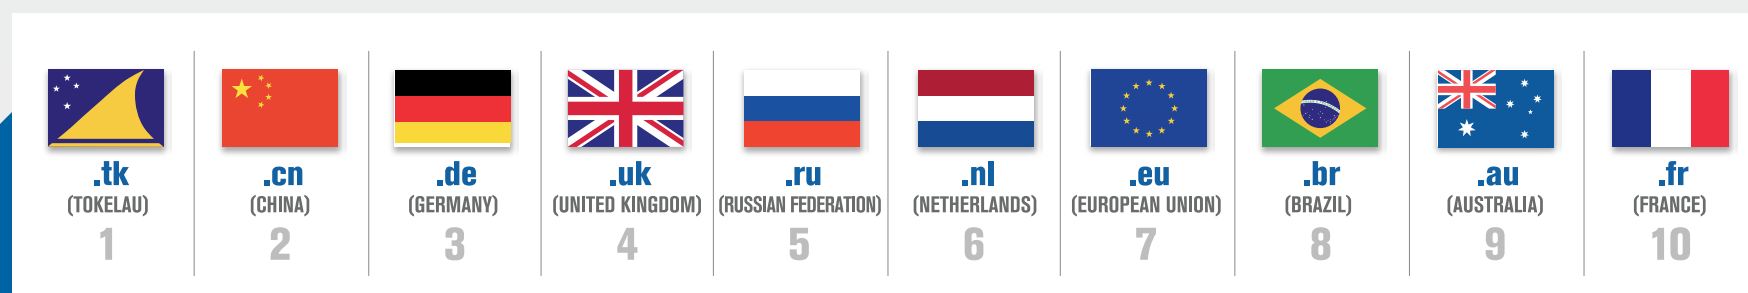 .tk
(TOKELAU)
1
.cn
(CHINA)
2
.de
(GERMANY)
3
.uk
(UNITED KINGDOM)
4
.ru
(RUSSIAN FEDERATION)
5
.nl
(NETHERLANDS)
6
.eu
(EUROPEAN UNION)
7
.br
(BRAZIL)
8
.au
(AUSTRALIA)
9
.fr
(FRANCE)
10